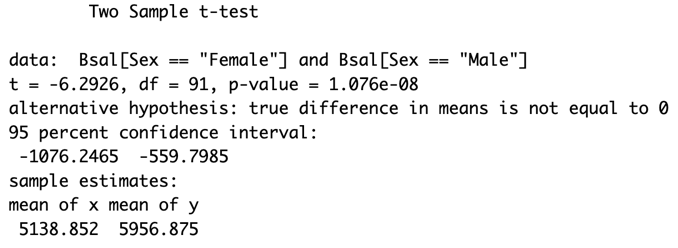 Two Sample t-test
data:  Bsal[Sex == "Female"] and Bsal[Sex == "Male"]
t = -6.2926, df = 91, p-value = 1.076e-08
alternative hypothesis: true difference in means is not equal to 0
95 percent confidence interval:
-1076.2465  -559.7985
sample estimates:
mean of x mean of y
5138.852  5956.875